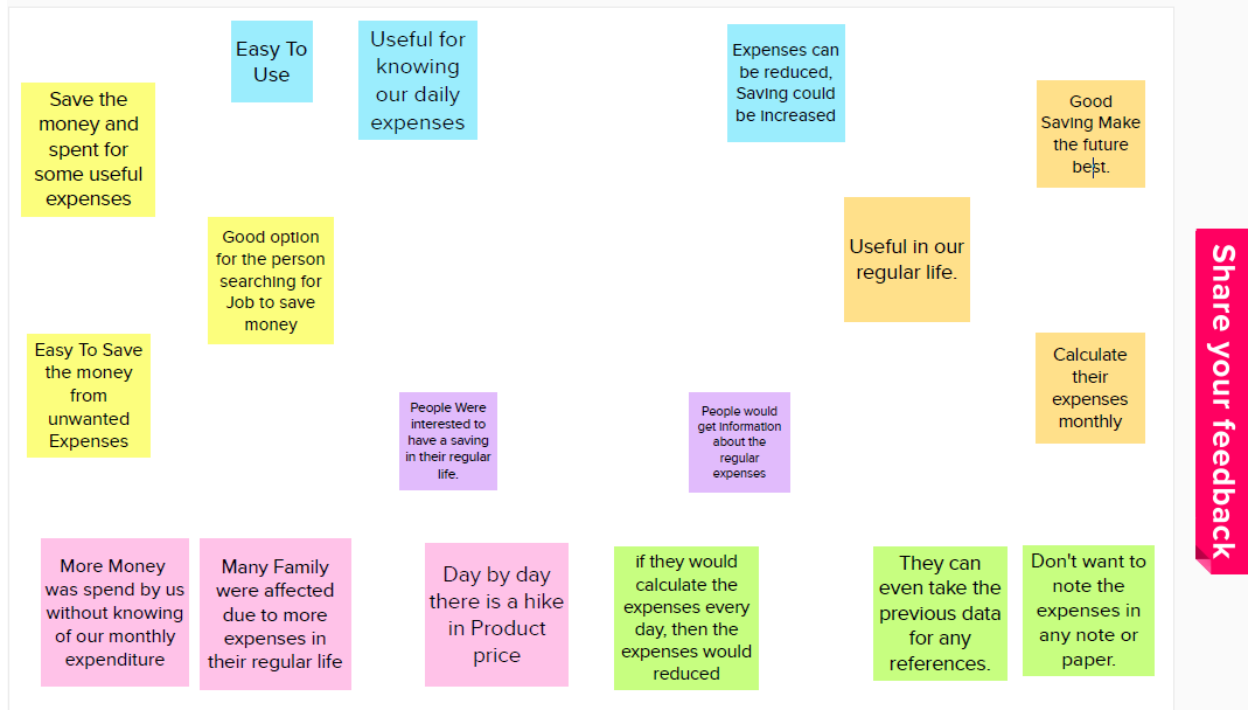 Easy To
Use
Useful for
knowing
our daily
expenses
Expenses can
be reduced,
Saving could
be increased
Save the
money and
spent for
some useful
expenses
Good
Saving Make
the future
best.
Good option
for the person
searching for
Job to save
money
Useful in our
regular life.
Easy To Save
the money
from
unwanted
Expenses
People Were
interested to
have a saving
in their regular
life.
People would
get information
about the
regular
expenses
Calculate
their
expenses
monthly
More Money
was spend by us
without knowing
of our monthly
expenditure
Many Family
were affected
due to more
expenses in
their regular life
Day by day
there is a hike
in Product
price
if they would
calculate the
expenses every
day, then the
expenses would
reduced
They can
even take the
previous data
for any
references.
Don't want to
note the
expenses in
any note or
paper.
Share your feedback